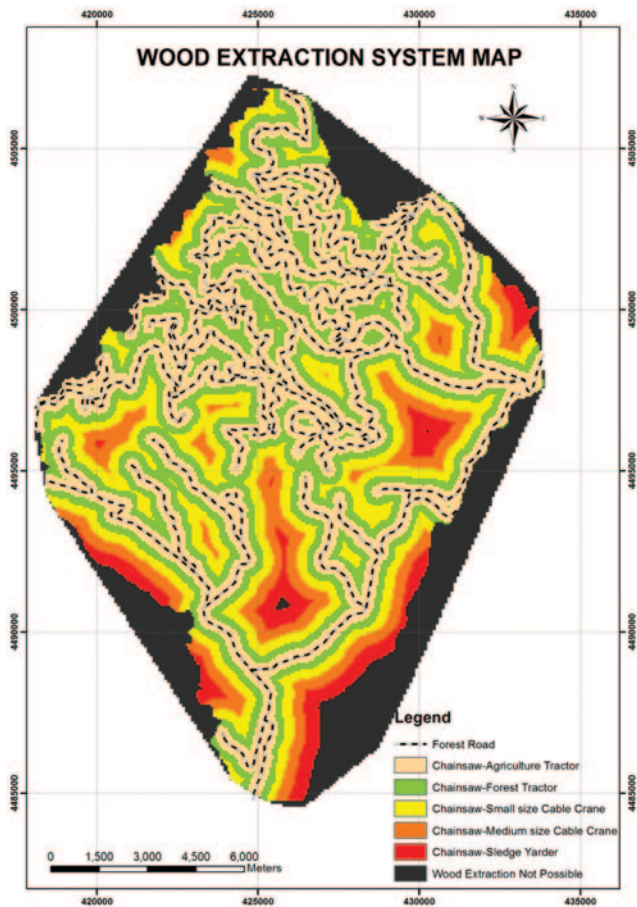 420000 425000 430000 435000
WOOD EXTRACTION SYSTEM MAP
N
W E
S
505000 505000
4500000 4500000
4495000 4495000
4490000 4490000
4485000 4485000
Legend
Forest Road
Chainsaw-Agriculture Tractor
Chainsaw-Forest Tractor
Chainsaw-Small size Cable Crane
Chainsaw-Medium size Cable Crane
Chainsaw-Sledge Yarder
Wood Extraction Not Possible
0 1,500 3,000 4,500 6,000
Meters
420000 425000 430000 435000